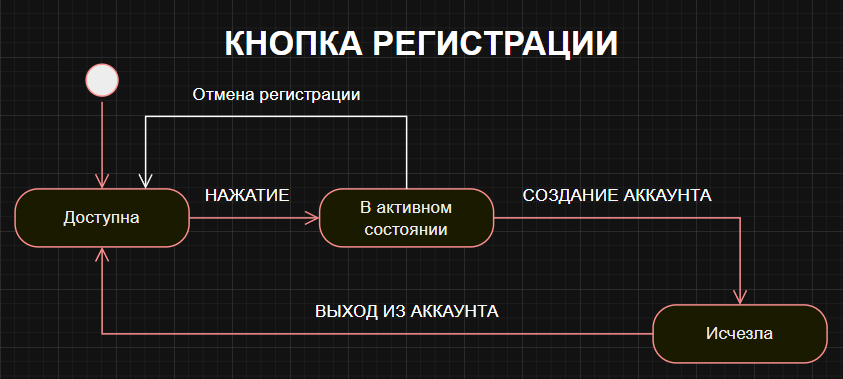 КНОПКА РЕГИСТРАЦИИ
Отмена регистрации
НАЖАТИЕ
СОЗДАНИЕ АККАУНТА
Доступна
В активном
состоянии
ВЫХОД ИЗ АККАУНТА
Исчезла